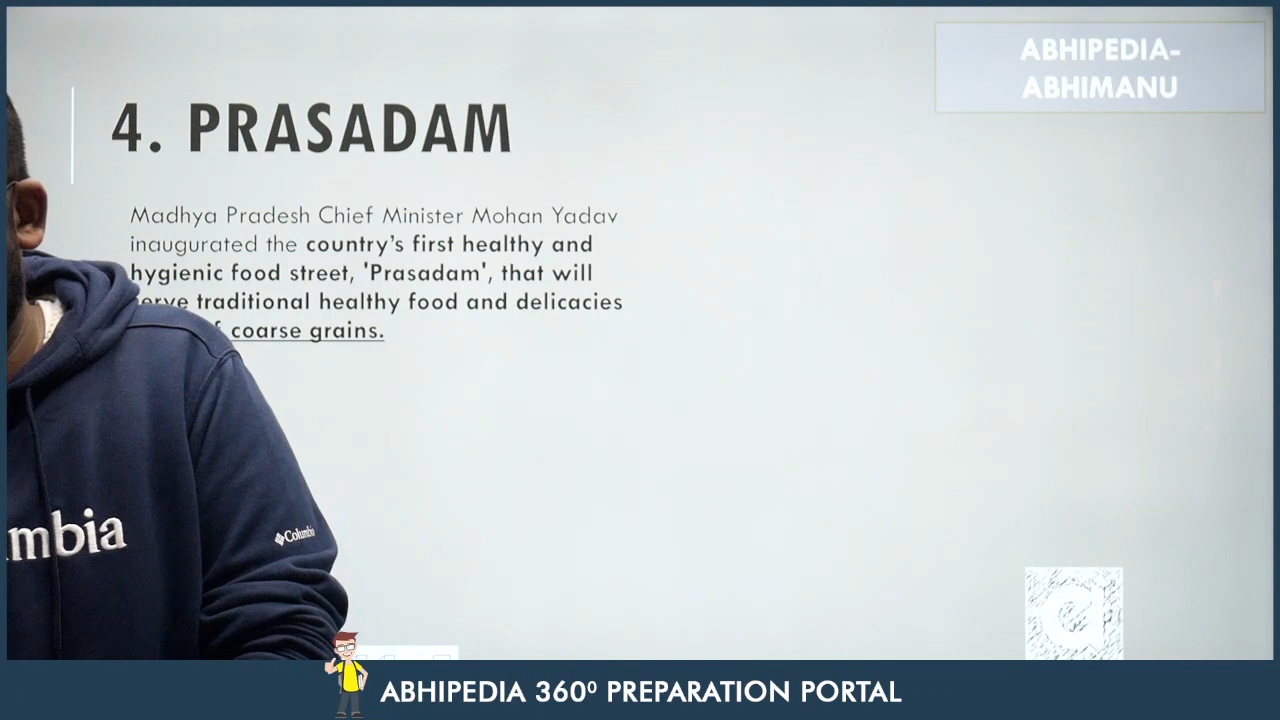 ABHIPEDIA-
ABHIMANU
4. PRASADAM
Madhya Pradesh Chief Minister Mohan Yadav
inaugurated the country's first healthy and
hygienic food street, 'Prasadam', that will
traditional healthy food and delicacies
coarse grains.
mbia
Columbia
ABHIPEDIA 360º PREPARATION PORTAL